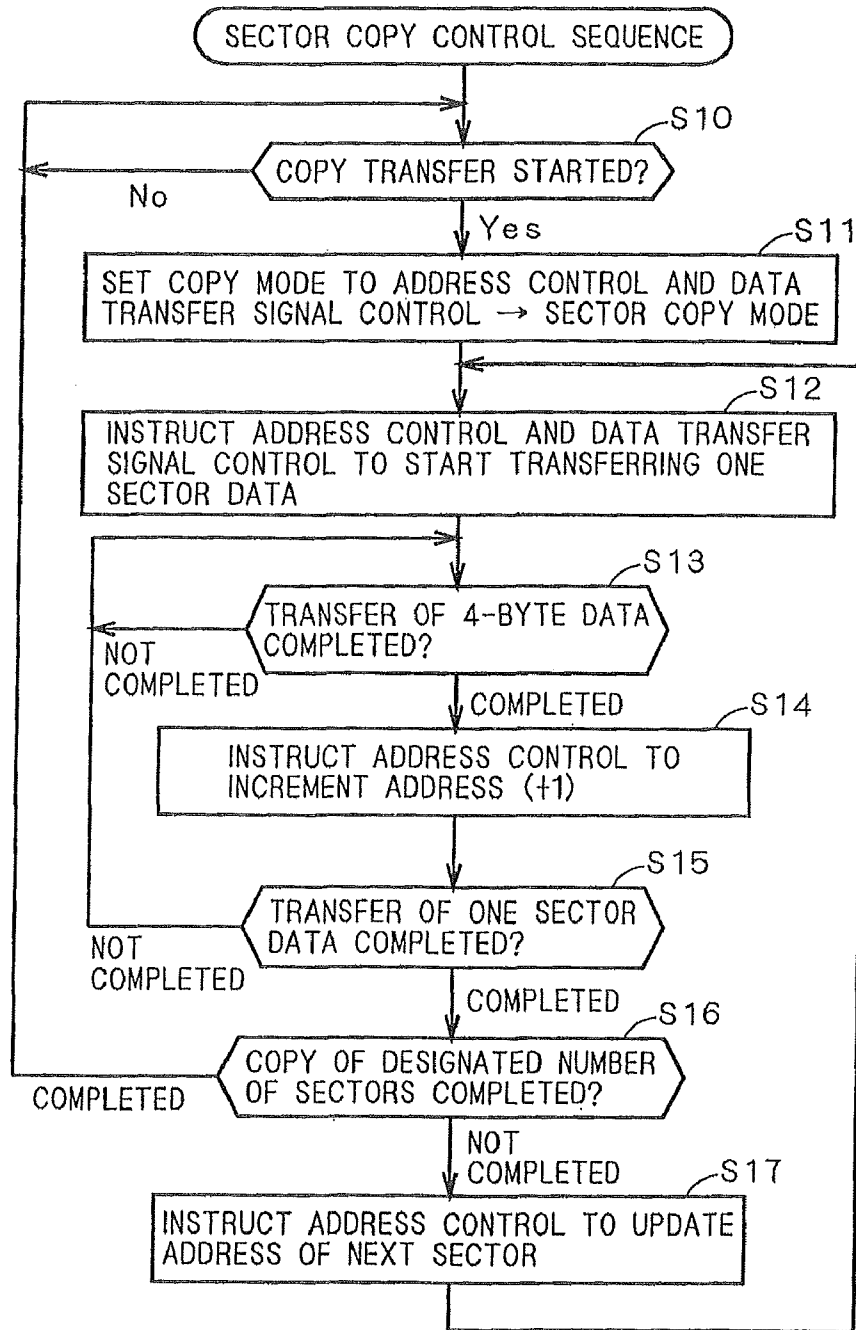 SECTOR COPY CONTROL SEQUENCE
S10
COPY TRANSFER STARTED?
No
Yes
S11
SET COPY MODE TO ADDRESS CONTROL AND DATA
TRANSFER SIGNAL CONTROL → SECTOR COPY MODE
S12
INSTRUCT ADDRESS CONTROL AND DATA TRANSFER
SIGNAL CONTROL TO START TRANSFERRING ONE
SECTOR DATA
S13
TRANSFER OF 4-BYTE DATA
COMPLETED?
NOT
COMPLETED
COMPLETED
S14
INSTRUCT ADDRESS CONTROL TO
INCREMENT ADDRESS (+1)
S15
TRANSFER OF ONE SECTOR
DATA COMPLETED?
NOT
COMPLETED
COMPLETED
S16
COPY OF DESIGNATED NUMBER
OF SECTORS COMPLETED?
COMPLETED
NOT
COMPLETED
S17
INSTRUCT ADDRESS CONTROL TO UPDATE
ADDRESS OF NEXT SECTOR